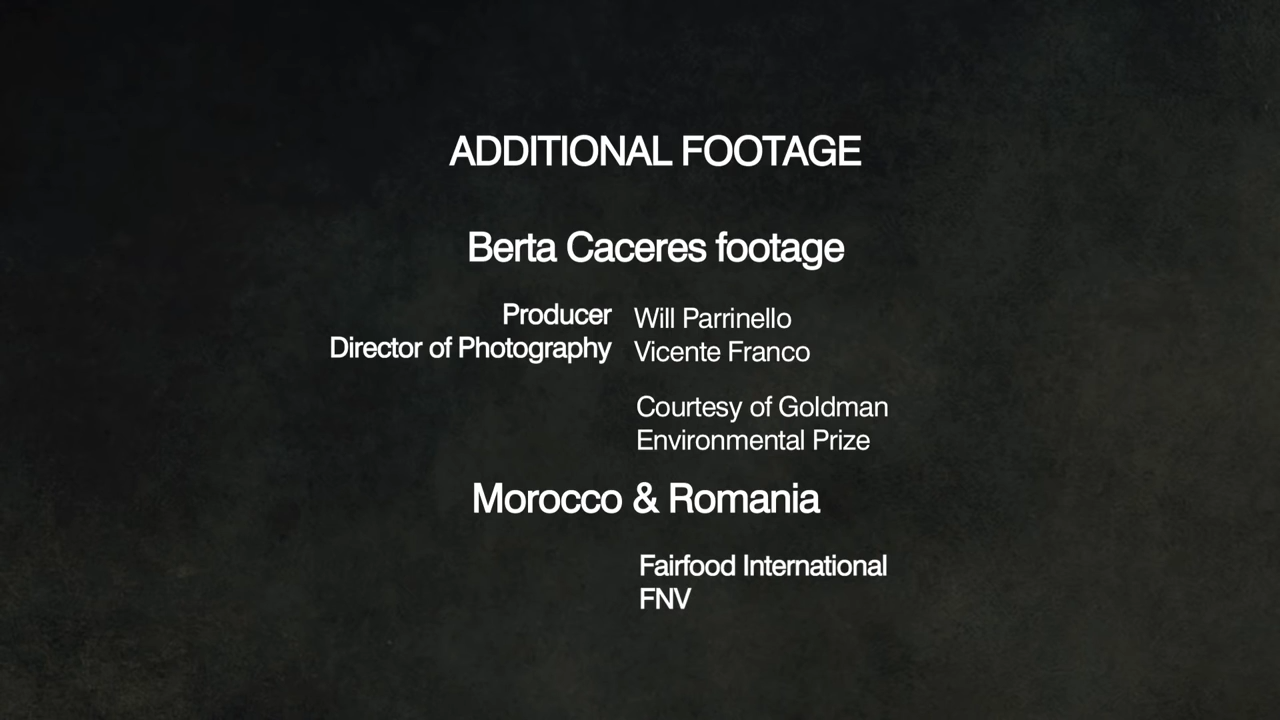 ADDITIONAL FOOTAGE
Berta Caceres footage
Producer Will Parrinello
Director of Photography Vicente Franco
Courtesy of Goldman
Environmental Prize
Morocco & Romania
Fairfood International
FNV